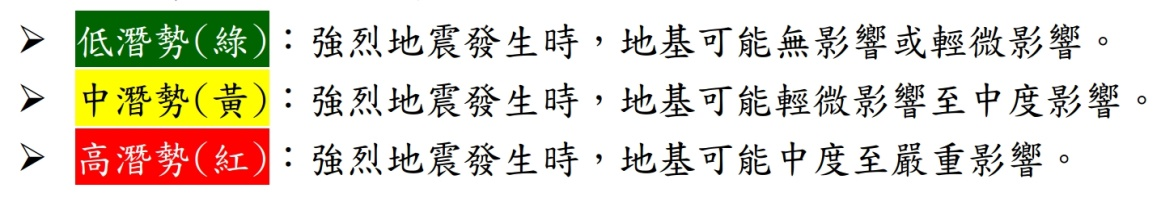 ➢ 低潛勢(綠)：強烈地震發生時，地基可能無影響或輕微影響。
➢ 中潛勢(黃)：強烈地震發生時，地基可能輕微影響至中度影響。
➢ 高潛勢(紅)：強烈地震發生時，地基可能中度至嚴重影響。